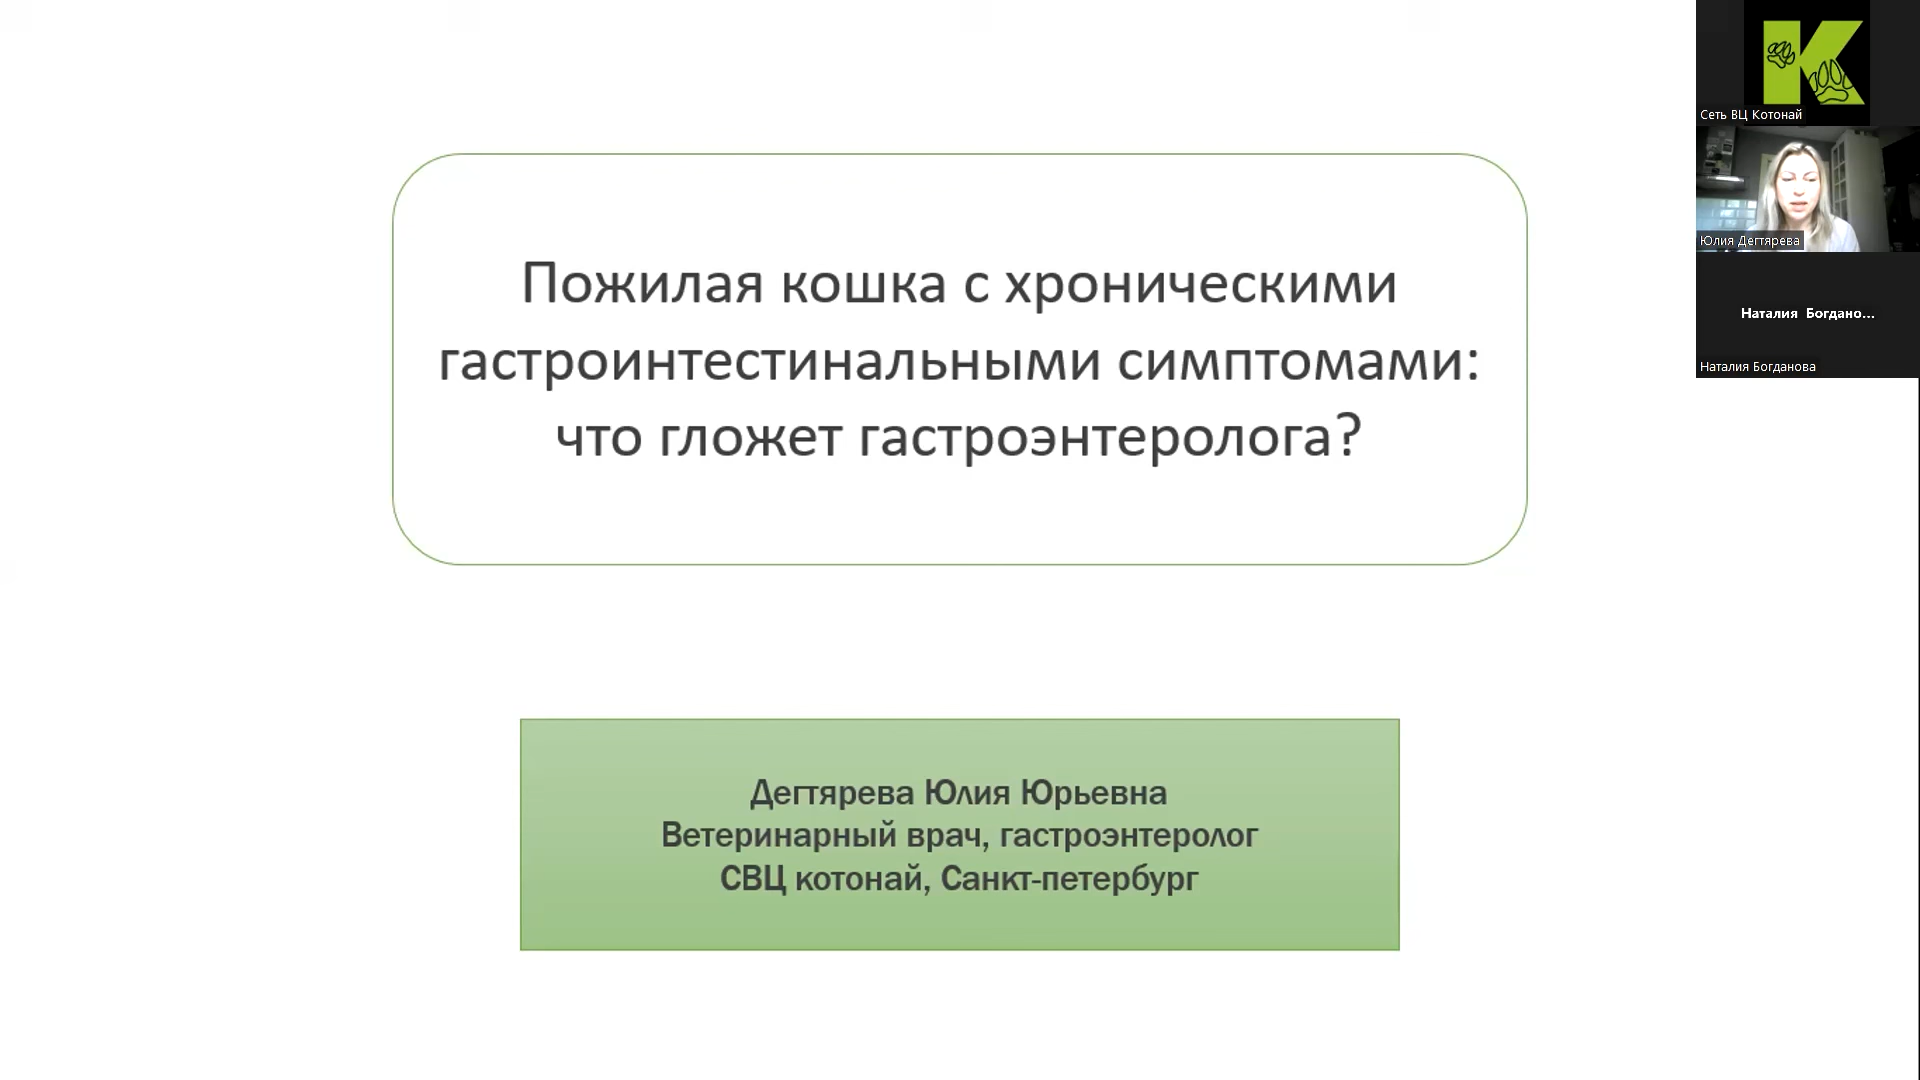 Пожилая кошка с хроническими
гастроинтестинальными симптомами:
что гложет гастроэнтеролога?
Дегтярева Юлия Юрьевна
Ветеринарный врач, гастроэнтеролог
СВЦ котонай, Санкт-петербург
К
Сеть ВЦ Котонай
Юлия Дегтярева
Наталия Богдано...
Наталия Богданова